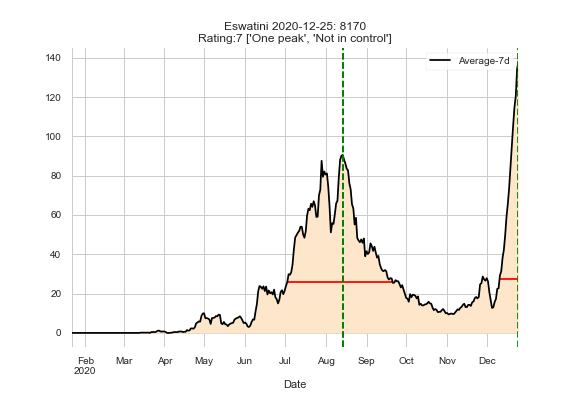 Eswatini 2020-12-25: 8170
Rating:7 ['One peak', 'Not in control']
Average-7d
140
120
100
80
60
40
20
0
Feb Mar Apr May Jun Jul Aug Sep Oct Nov Dec
2020
Date